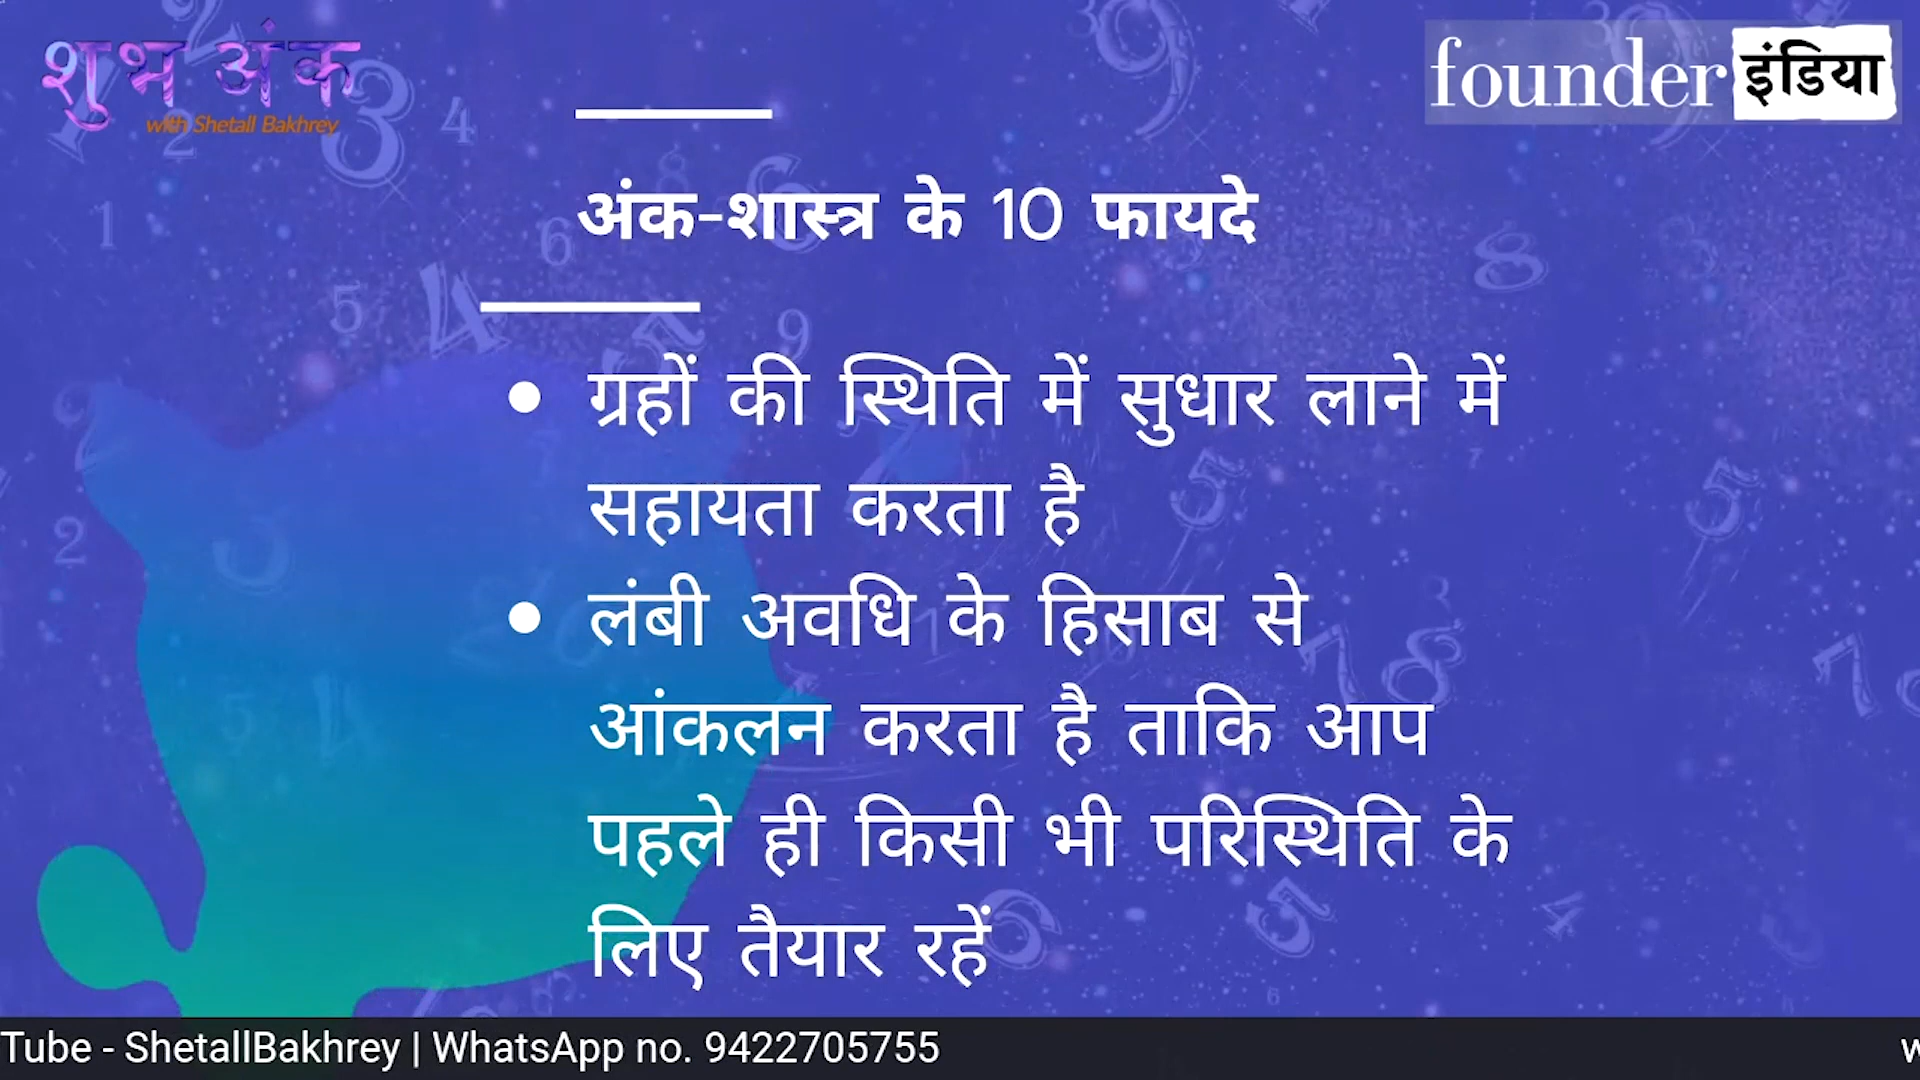 शुभ अंक
with Shetall Bakhrey
founder इंडिया
अंक-शास्त्र के 10 फायदे
• ग्रहों की स्थिति में सुधार लाने में
सहायता करता है
• लंबी अवधि के हिसाब से
आंकलन करता है ताकि आप
पहले ही किसी भी परिस्थिति के
लिए तैयार रहें
Tube - ShetallBakhrey | WhatsApp no. 9422705755